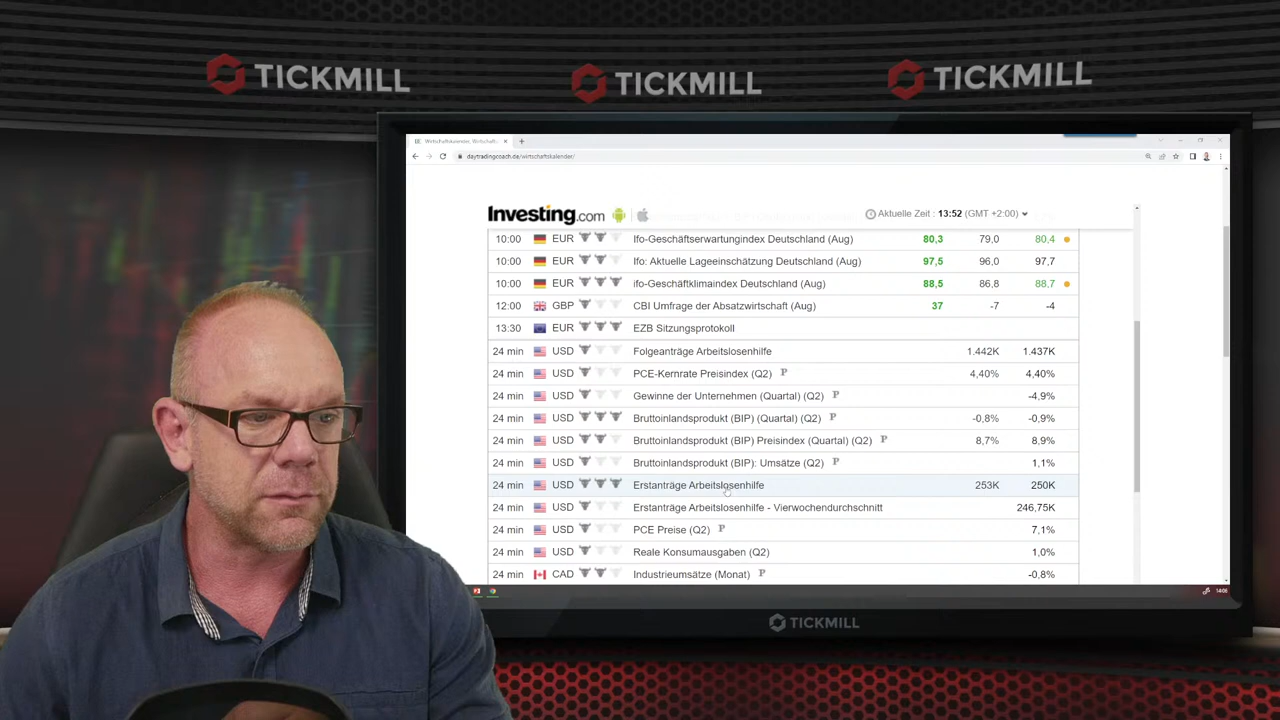 TICKMILL
TICKMILL
TICKMILL
Wirtschaftskalender, Wirtschafts-
daytradingcoach.de/wirtschaftskalender/
Investing.com
Aktuelle Zeit : 13:52 (GMT +2:00)
10:00 EUR Ifo-Geschäftserwartungindex Deutschland (Aug) 80,3 79,0 80,4
10:00 EUR Ifo: Aktuelle Lageeinschätzung Deutschland (Aug) 97,5 96,0 97,7
10:00 EUR ifo-Geschäftklimaindex Deutschland (Aug) 88,5 86,8 88,7
12:00 GBP CBI Umfrage der Absatzwirtschaft (Aug) 37 -7 -4
13:30 EUR EZB Sitzungsprotokoll
24 min USD Folgeanträge Arbeitslosenhilfe 1.442K 1.437K
24 min USD PCE-Kernrate Preisindex (Q2) P 4,40% 4,40%
24 min USD Gewinne der Unternehmen (Quartal) (Q2) P -4,9%
24 min USD Bruttoinlandsprodukt (BIP) (Quartal) (Q2) P -0,8% -0,9%
24 min USD Bruttoinlandsprodukt (BIP) Preisindex (Quartal) (Q2) P 8,7% 8,9%
24 min USD Bruttoinlandsprodukt (BIP): Umsätze (Q2) P 1,1%
24 min USD Erstanträge Arbeitslosenhilfe 253K 250K
24 min USD Erstanträge Arbeitslosenhilfe - Vierwochendurchschnitt 246,75K
24 min USD PCE Preise (Q2) P 7,1%
24 min USD Reale Konsumausgaben (Q2) 1,0%
24 min CAD Industrieumsätze (Monat) P -0,8%
TICKMILL